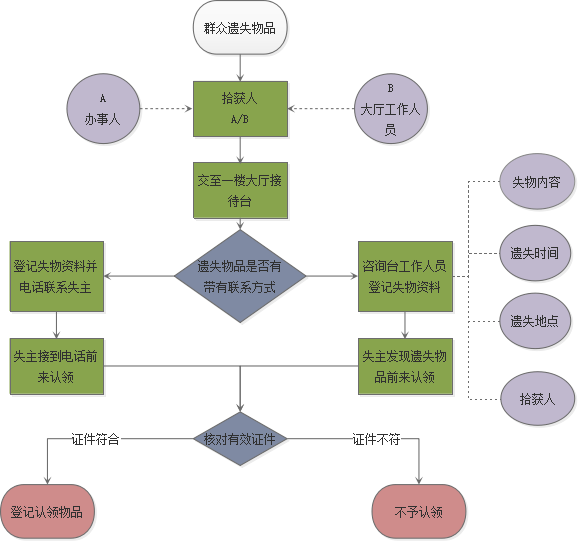 群众遗失物品
A
办事人
拾获人
A/B
B
大厅工作人
员
交至一楼大厅接
待台
失物内容
登记失物资料并
电话联系失主
遗失物品是否有
带有联系方式
咨询台工作人员
登记失物资料
遗失时间
遗失地点
失主接到电话前
来认领
失主发现遗失物
品前来认领
拾获人
证件符合
核对有效证件
证件不符
登记认领物品
不予认领